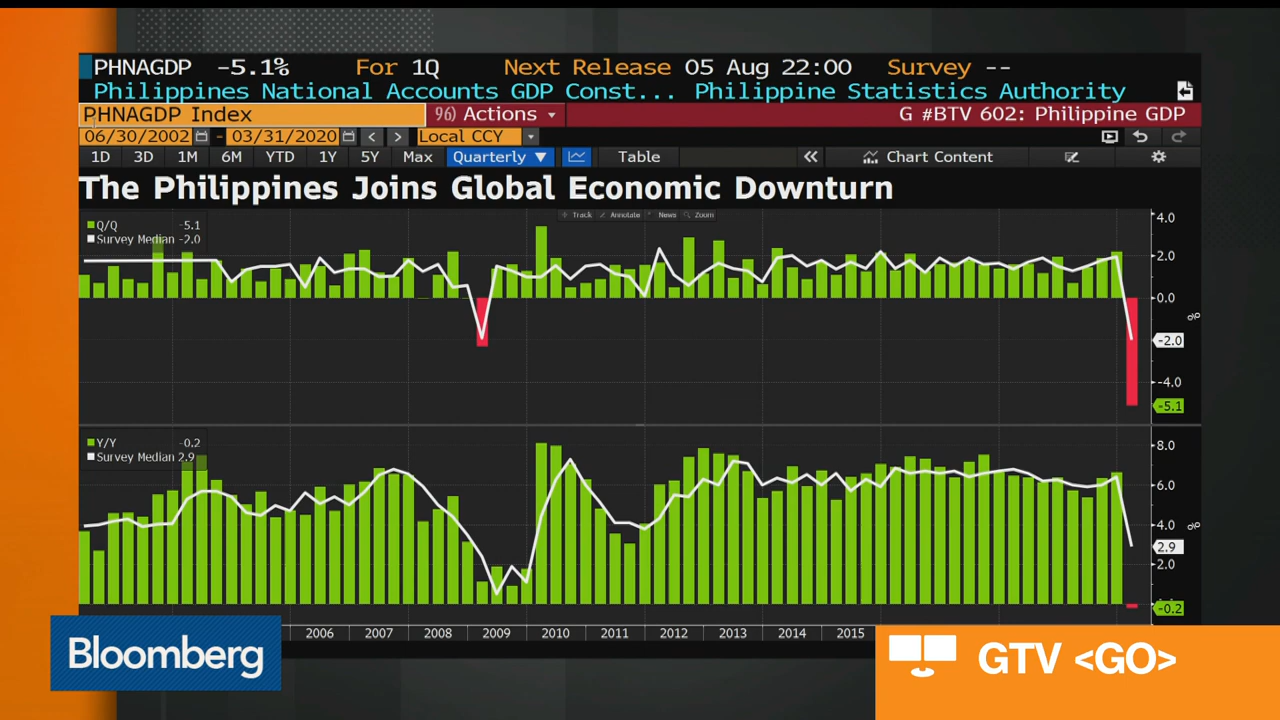 PHNAGDP -5.1% For 1Q Next Release 05 Aug 22:00 Survey --
Philippines National Accounts GDP Const... Philippine Statistics Authority
PHNAGDP Index 96) Actions G #BTV 602: Philippine GDP
06/30/2002 - 03/31/2020 < > Local CCY
1D 3D 1M 6M YTD 1Y 5Y Max Quarterly ▼ Table « Chart Content
The Philippines Joins Global Economic Downturn
Track Annotate News Zoom
Q/Q -5.1
Survey Median -2.0
4.0
2.0
0.0
%
-2.0
-4.0
-5.1
Y/Y -0.2
Survey Median 2.9
8.0
6.0
4.0
%
2.9
2.0
-0.2
2006 2007 2008 2009 2010 2011 2012 2013 2014 2015
Bloomberg
GTV <GO>